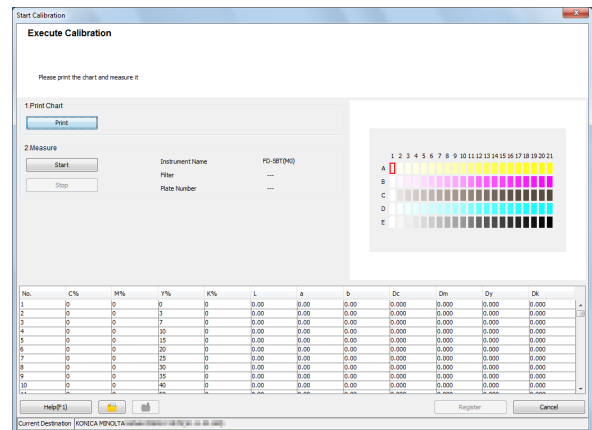 Start Calibration
Execute Calibration
Please print the chart and measure it
1.Print Chart
Print
2.Measure
Start
Stop
Instrument Name FD-5BT(M0)
Filter ---
Plate Number ---
1 2 3 4 5 6 7 8 9 10 11 12 13 14 15 16 17 18 19 20 21
A
B
C
D
E
No. C% M% Y% K% L a b Dc Dm Dy Dk
1 0 0 0 0 0.00 0.00 0.00 0.000 0.000 0.000 0.000
2 0 0 3 0 0.00 0.00 0.00 0.000 0.000 0.000 0.000
3 0 0 7 0 0.00 0.00 0.00 0.000 0.000 0.000 0.000
4 0 0 10 0 0.00 0.00 0.00 0.000 0.000 0.000 0.000
5 0 0 15 0 0.00 0.00 0.00 0.000 0.000 0.000 0.000
6 0 0 20 0 0.00 0.00 0.00 0.000 0.000 0.000 0.000
7 0 0 25 0 0.00 0.00 0.00 0.000 0.000 0.000 0.000
8 0 0 30 0 0.00 0.00 0.00 0.000 0.000 0.000 0.000
9 0 0 35 0 0.00 0.00 0.00 0.000 0.000 0.000 0.000
10 0 0 40 0 0.00 0.00 0.00 0.000 0.000 0.000 0.000
Help(F1)
Register
Cancel
Current Destination KONICA MINOLTA